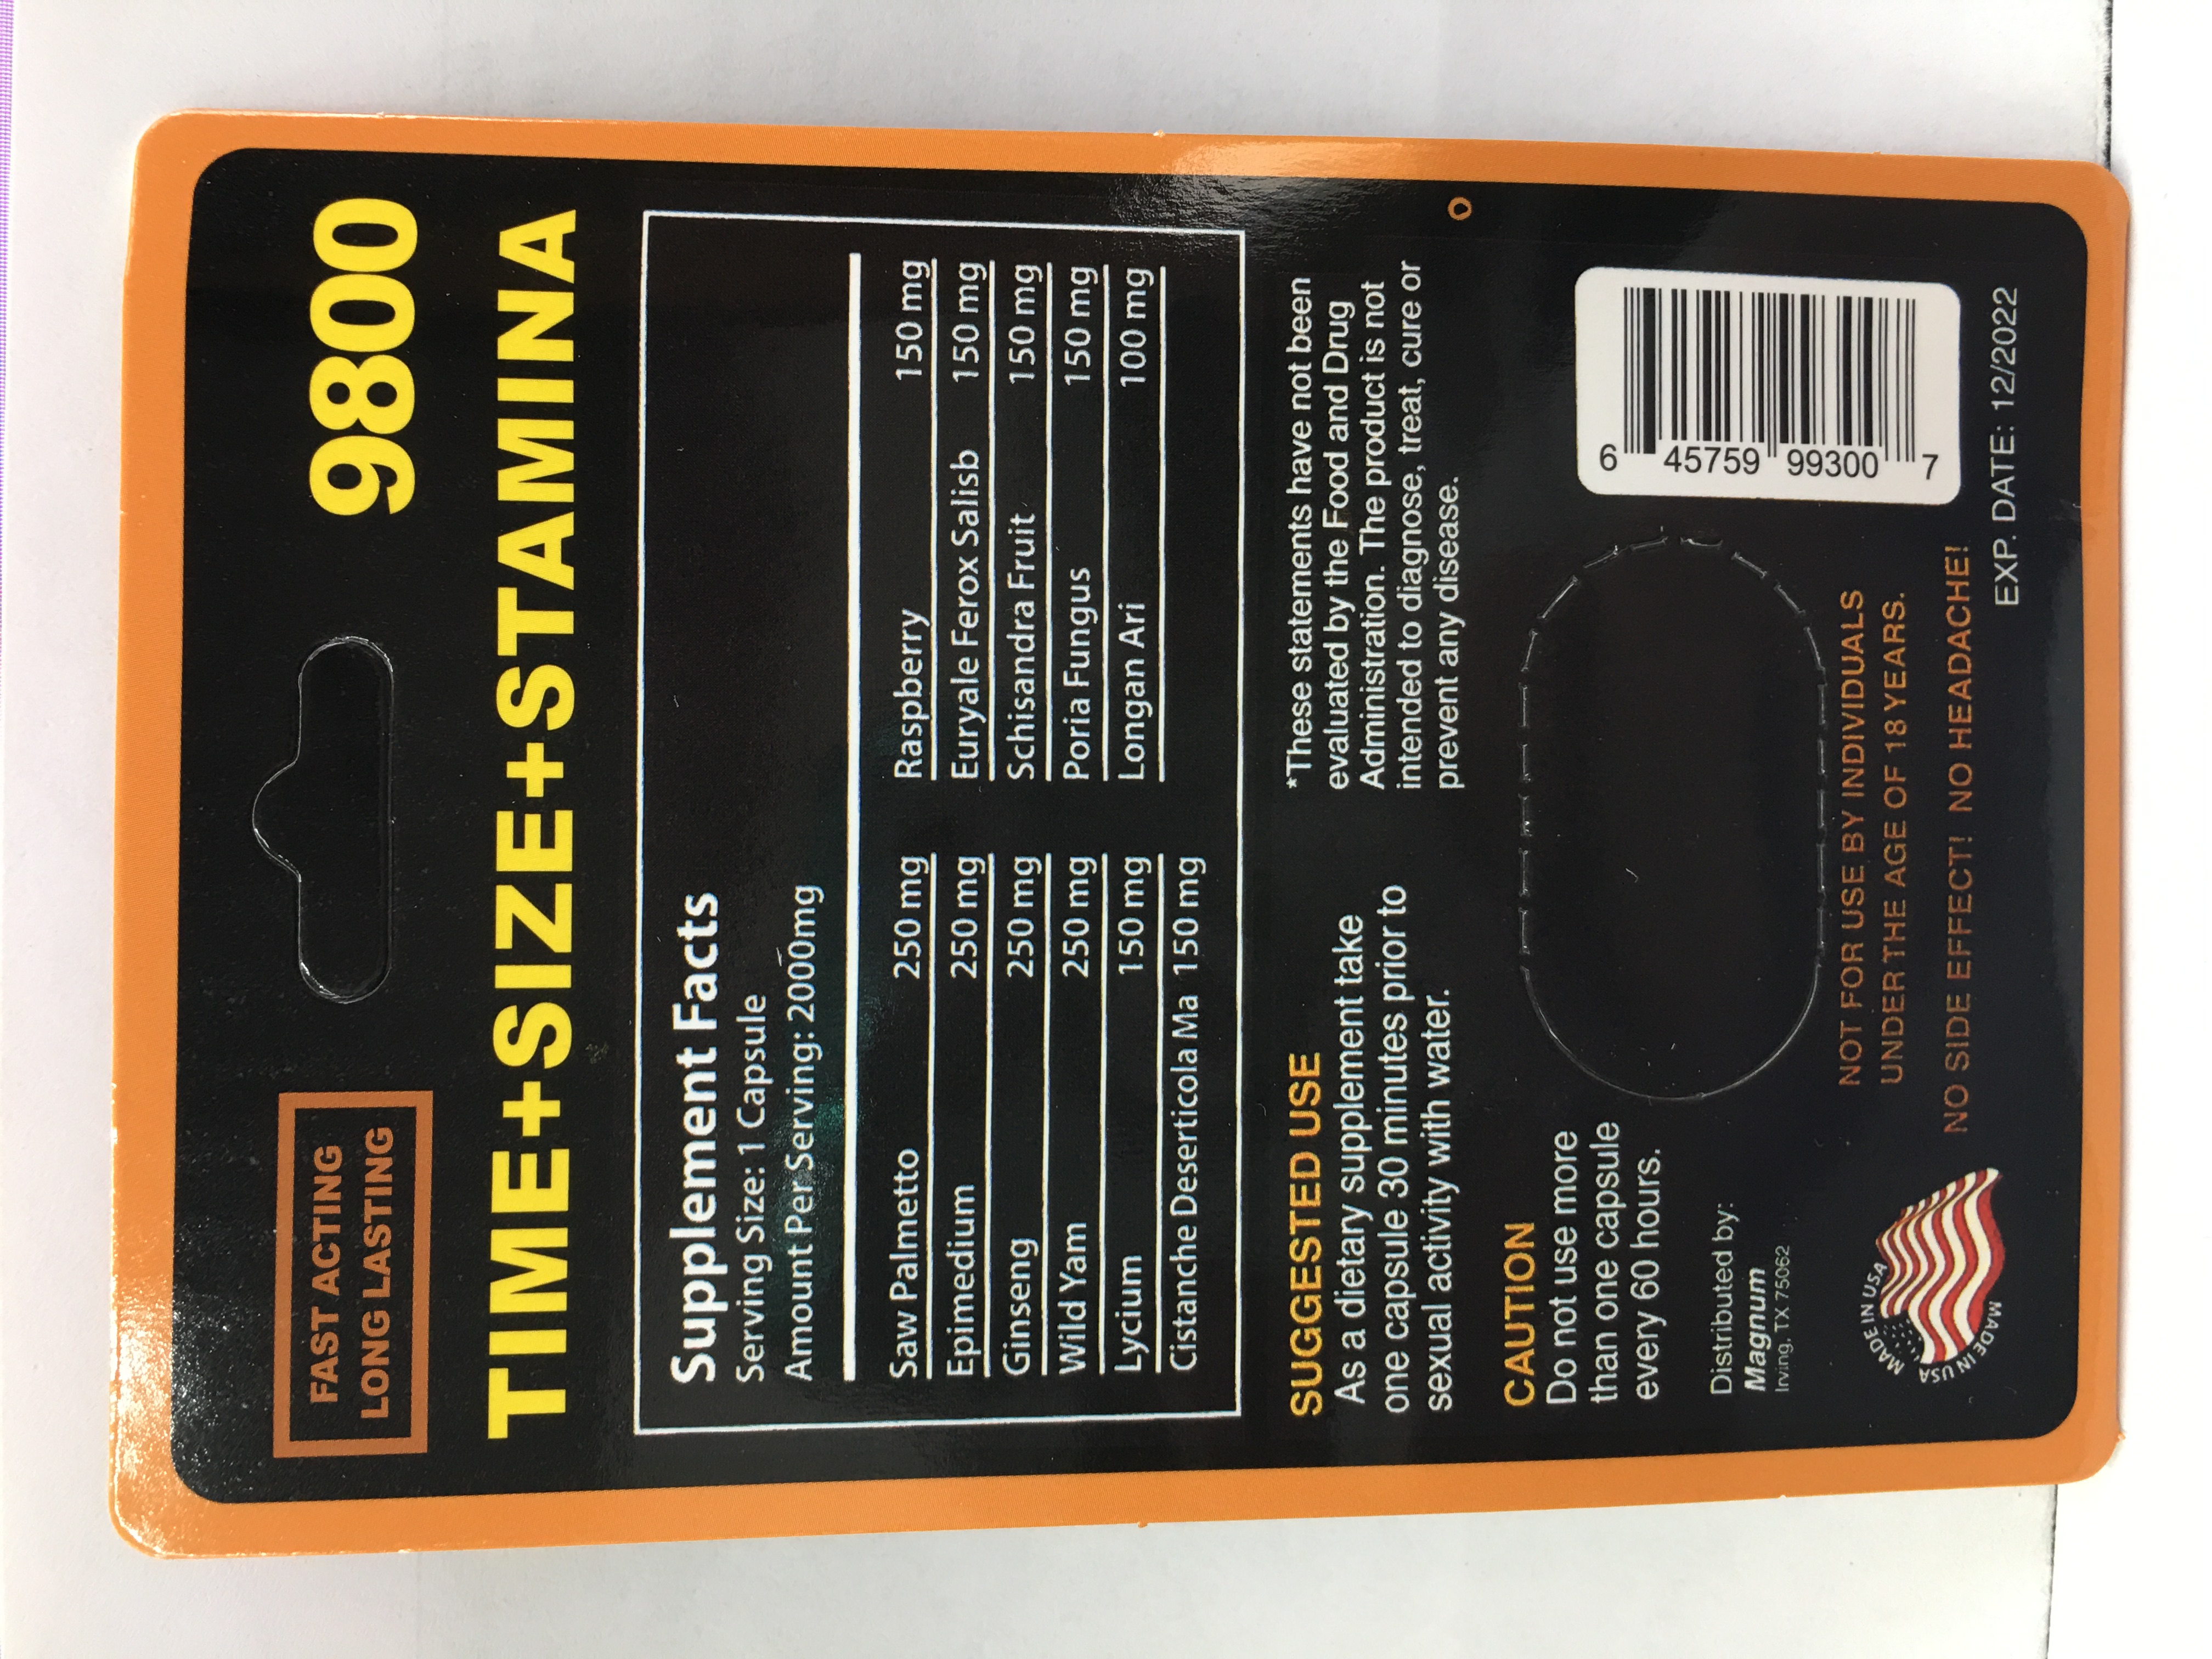 FAST ACTING
LONG LASTING
9800
TIME+SIZE+STAMINA
Supplement Facts
Serving Size: 1 Capsule
Amount Per Serving: 2000mg
Saw Palmetto 250 mg
Epimedium 250 mg
Ginseng 250 mg
Wild Yam 250 mg
Lycium 150 mg
Cistanche Deserticola Ma 150 mg
Raspberry 150 mg
Euryale Ferox Salisb 150 mg
Schisandra Fruit 150 mg
Poria Fungus 150 mg
Longan Ari 100 mg
SUGGESTED USE
As a dietary supplement take
one capsule 30 minutes prior to
sexual activity with water.
*These statements have not been
evaluated by the Food and Drug
Administration. The product is not
intended to diagnose, treat, cure or
prevent any disease.
CAUTION
Do not use more
than one capsule
every 60 hours.
Distributed by:
Magnum
Irving, TX 75062
6 45759 99300 7
NOT FOR USE BY INDIVIDUALS
UNDER THE AGE OF 18 YEARS.
NO SIDE EFFECT! NO HEADACHE!
MADE IN USA MADE IN USA
EXP. DATE: 12/2022